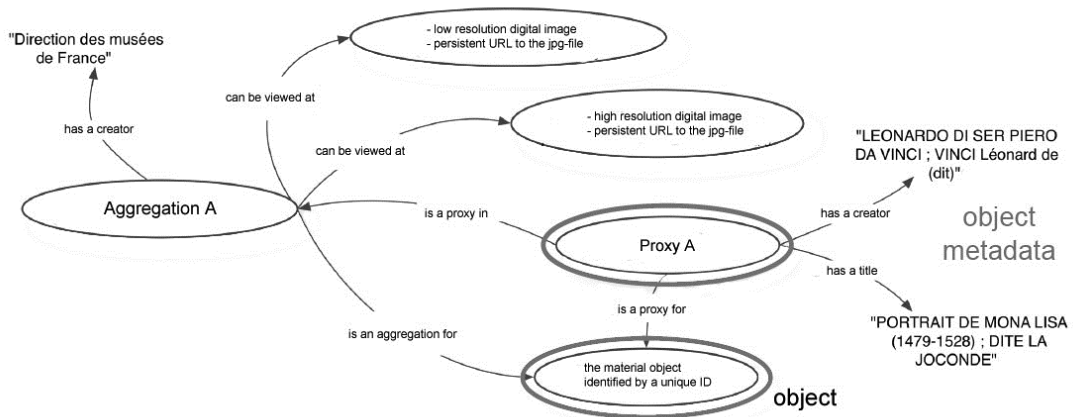 - low resolution digital image
- persistent URL to the jpg-file
"Direction des musées
de France"
can be viewed at
- high resolution digital image
- persistent URL to the jpg-file
has a creator
can be viewed at
"LEONARDO DI SER PIERO
DA VINCI ; VINCI Léonard de
(dit)"
Aggregation A
is a proxy in
has a creator
object
metadata
Proxy A
has a title
is a proxy for
is an aggregation for
"PORTRAIT DE MONA LISA
(1479-1528) ; DITE LA
JOCONDE"
the material object
identified by a unique ID
object